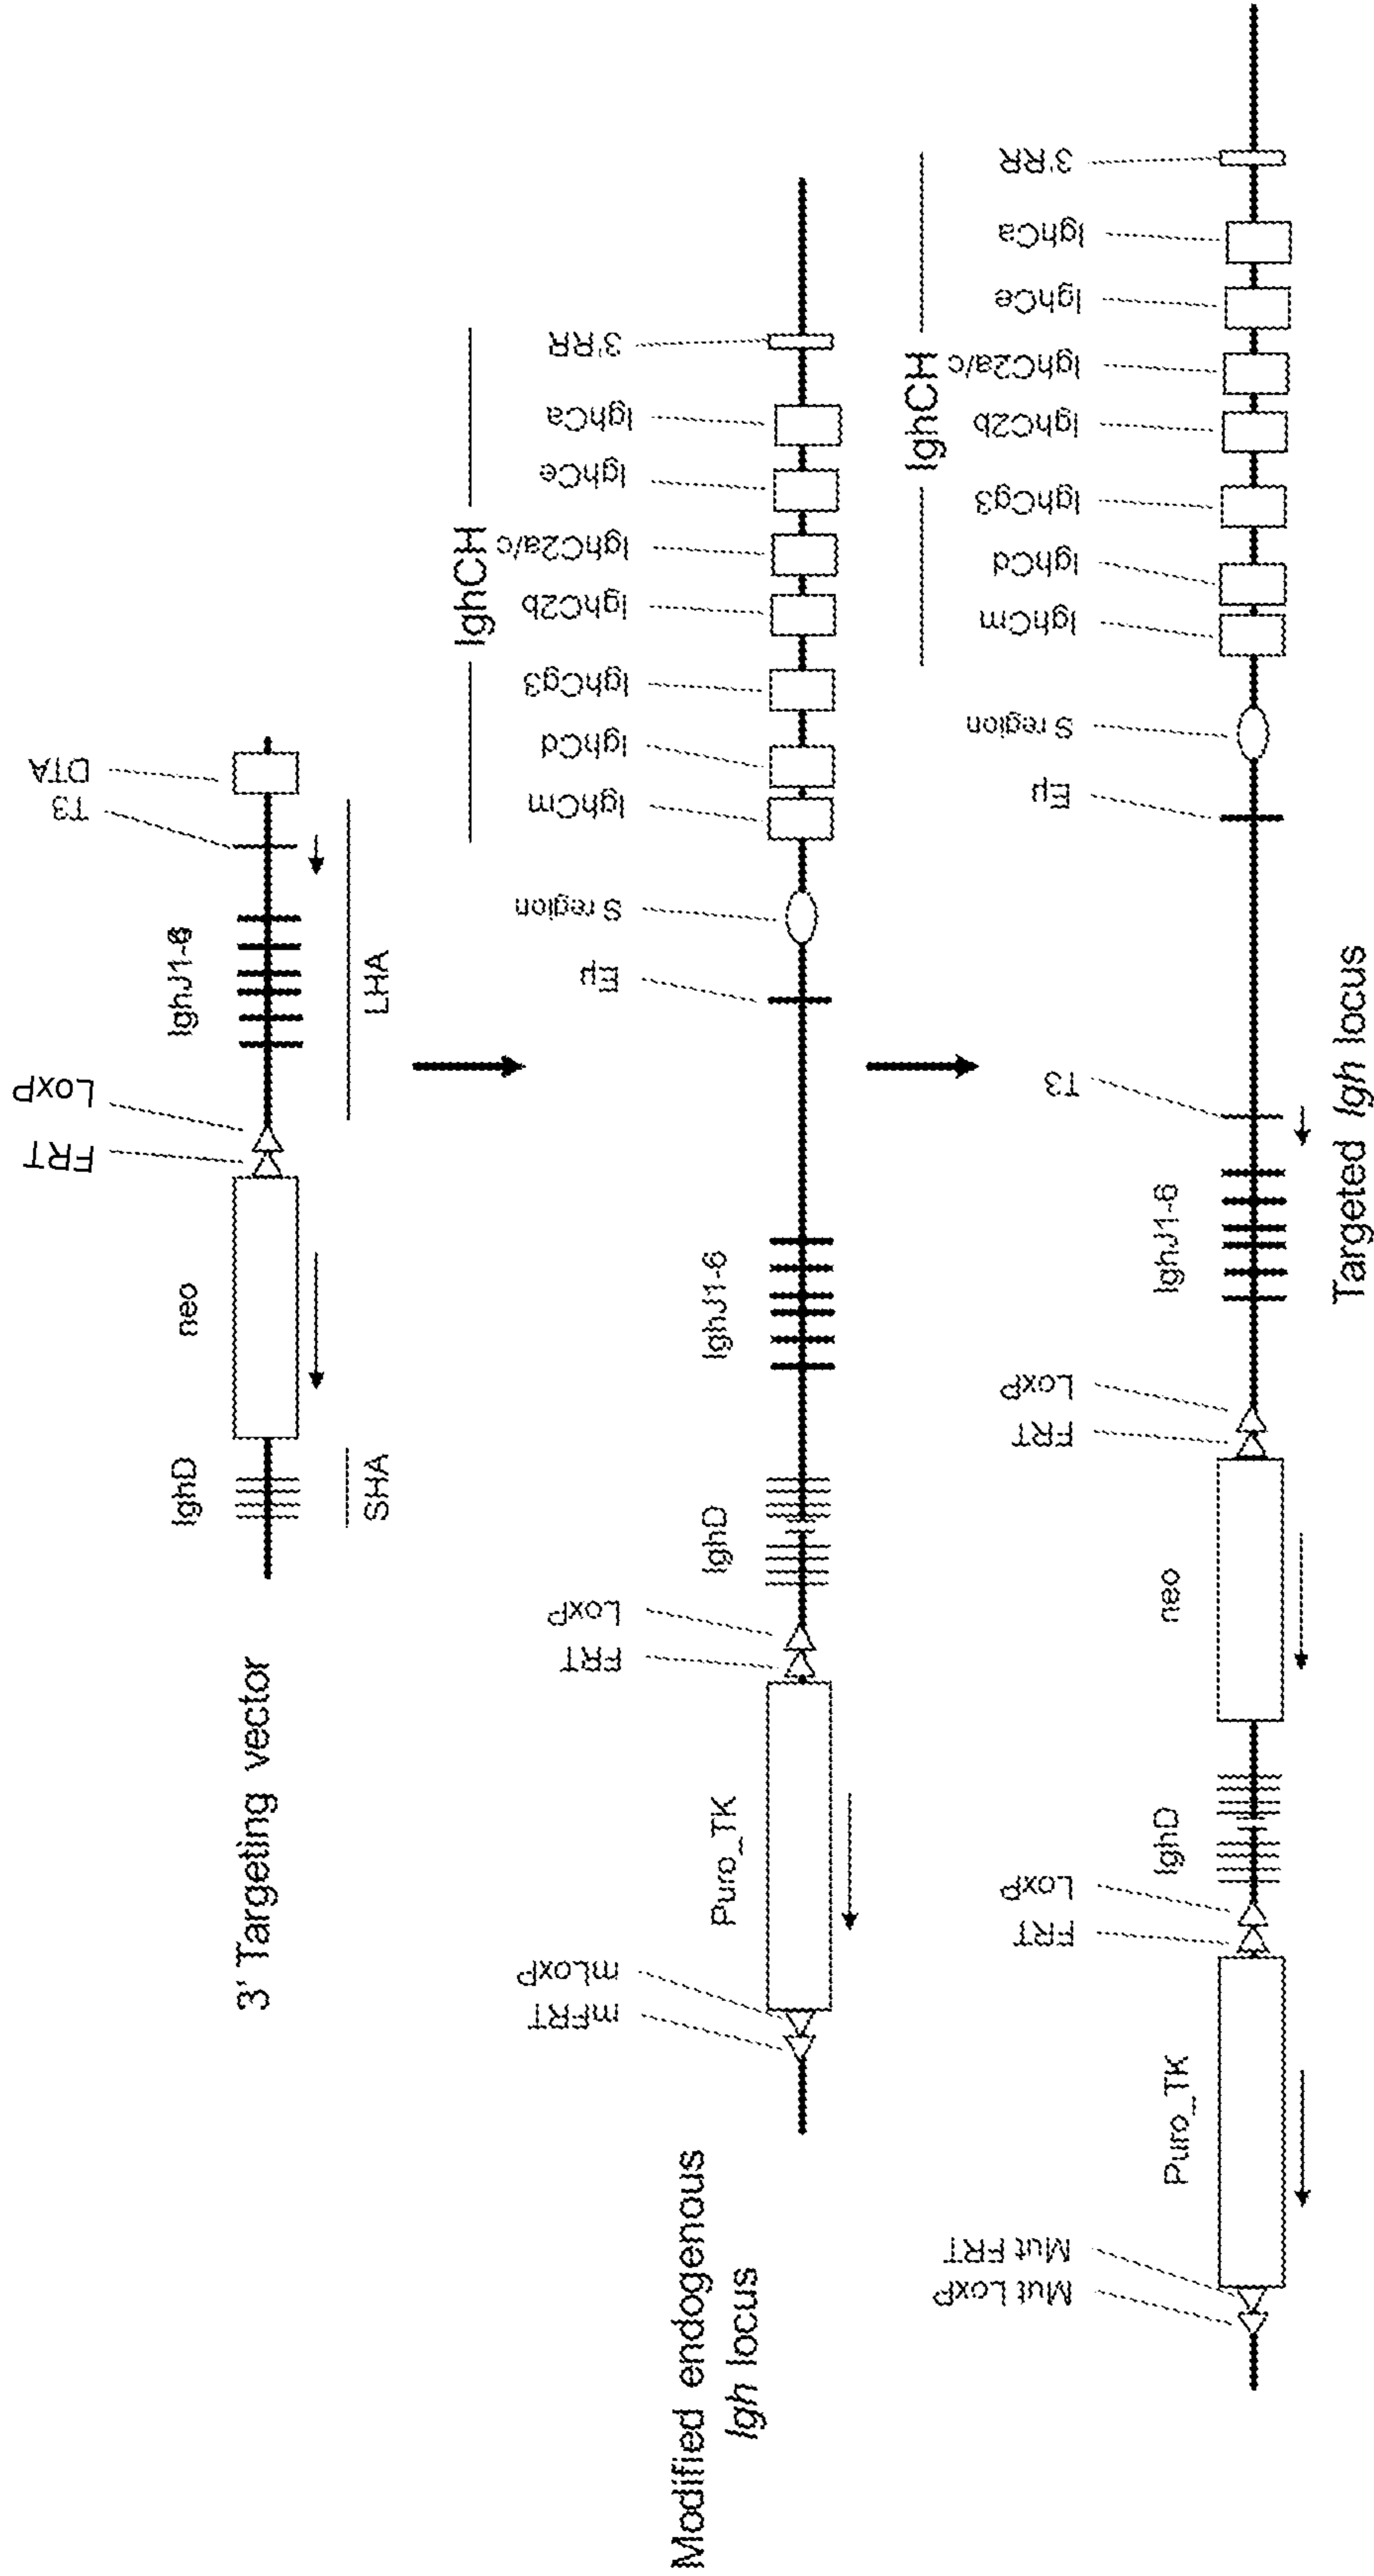 3' Targeting vector
IghD
neo
FRT
LoxP
IghJ1-6
T3
DTA
SHA
LHA
Modified endogenous
Igh locus
mFRT
mLoxP
Puro_TK
FRT
LoxP
IghD
IghJ1-6
Eμ
S region
IghCH
IghCm
IghCd
IghCg3
IghC2b
IghC2a/c
IghCe
IghCa
3'RR
Mut LoxP
Mut FRT
Puro_TK
FRT
LoxP
IghD
neo
FRT
LoxP
IghJ1-6
T3
Eμ
S region
IghCH
IghCm
IghCd
IghCg3
IghC2b
IghC2a/c
IghCe
IghCa
3'RR
Targeted Igh locus